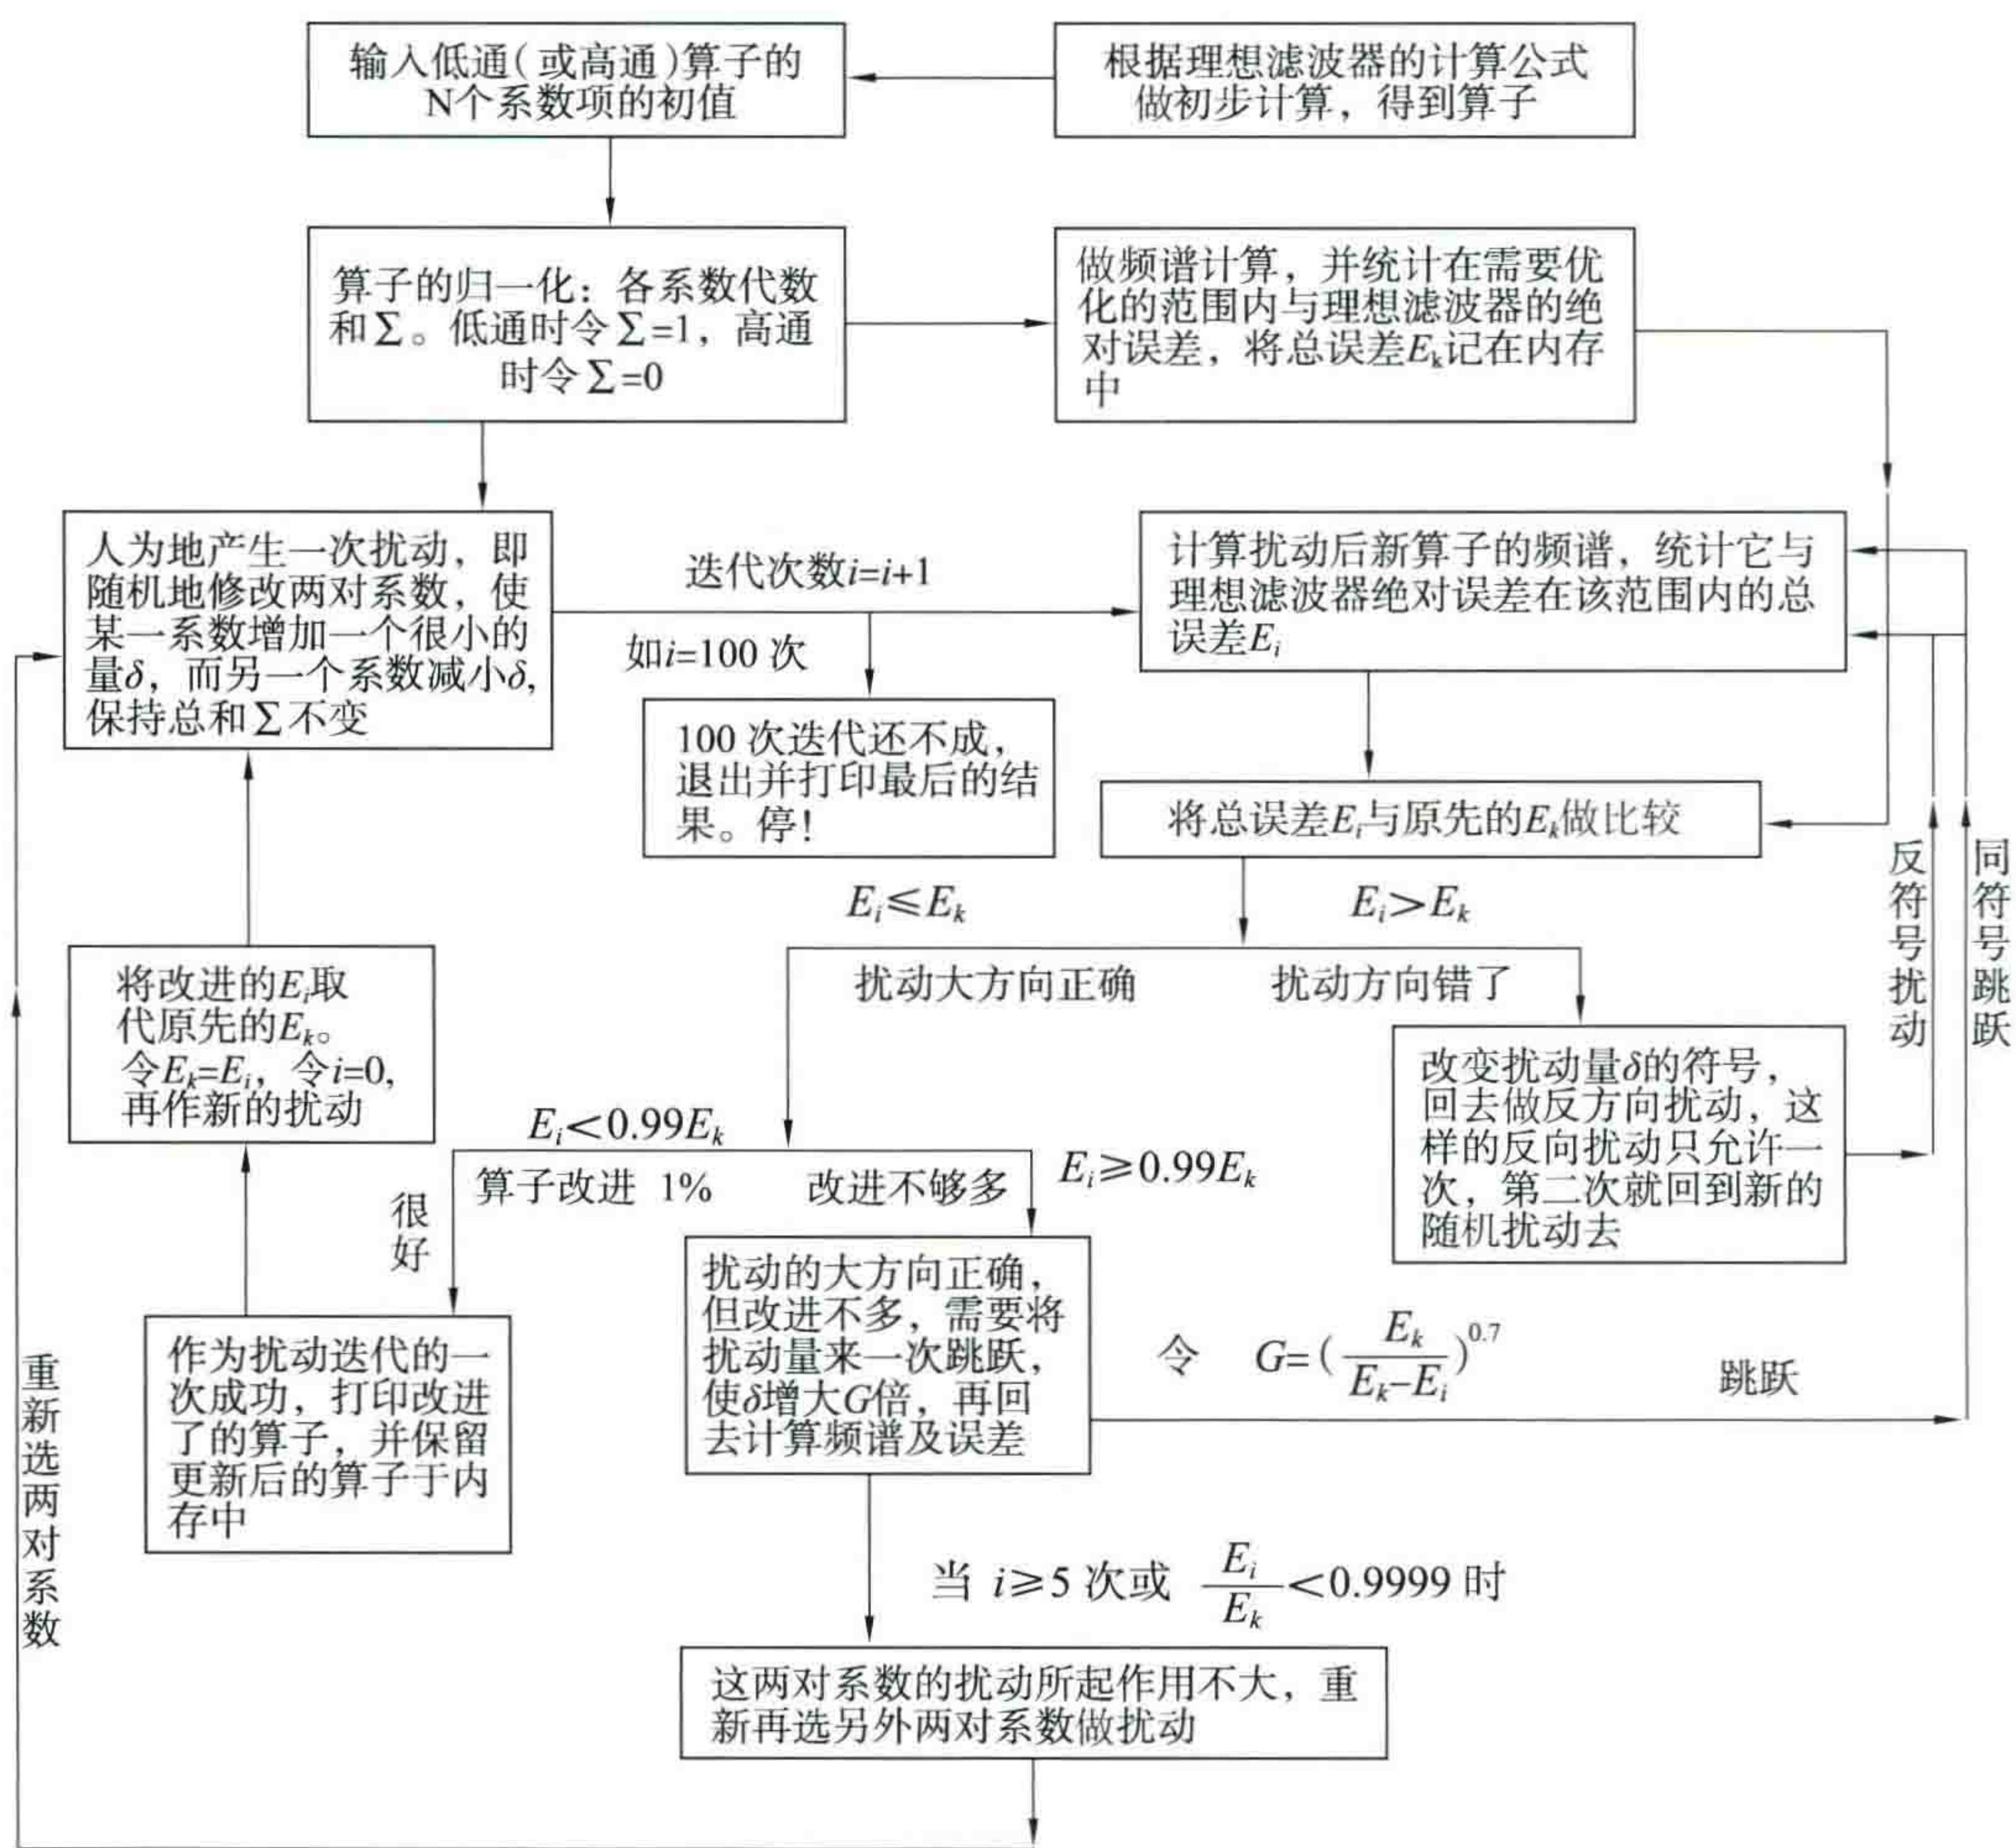 输入低通(或高通)算子的
N个系数项的初值
根据理想滤波器的计算公式
做初步计算，得到算子
算子的归一化：各系数代数
和∑。低通时令∑=1，高通
时令∑=0
做频谱计算，并统计在需要优
化的范围内与理想滤波器的绝
对误差，将总误差Ek记在内存
中
人为地产生一次扰动，即
随机地修改两对系数，使
某一系数增加一个很小的
量δ，而另一个系数减小δ,
保持总和∑不变
迭代次数i=i+1
如i=100 次
100 次迭代还不成，
退出并打印最后的结
果。停!
计算扰动后新算子的频谱，统计它与
理想滤波器绝对误差在该范围内的总
误差Ei
将总误差Ei与原先的Ek做比较
Ei≤Ek
Ei>Ek
扰动大方向正确
扰动方向错了
反符号扰动
同符号跳跃
将改进的Ei取
代原先的Ek。
令Ek=Ei，令i=0,
再作新的扰动
改变扰动量δ的符号，
回去做反方向扰动，这
样的反向扰动只允许一
次，第二次就回到新的
随机扰动去
Ei<0.99Ek
算子改进 1%
改进不够多
Ei≥0.99Ek
很好
作为扰动迭代的一
次成功，打印改进
了的算子，并保留
更新后的算子于内
存中
扰动的大方向正确，
但改进不多，需要将
扰动量来一次跳跃，
使δ增大G倍，再回
去计算频谱及误差
令 G=(Ek/(Ek-Ei))^0.7
跳跃
重新选两对系数
当 i≥5 次或 Ei/Ek<0.9999 时
这两对系数的扰动所起作用不大，重
新再选另外两对系数做扰动